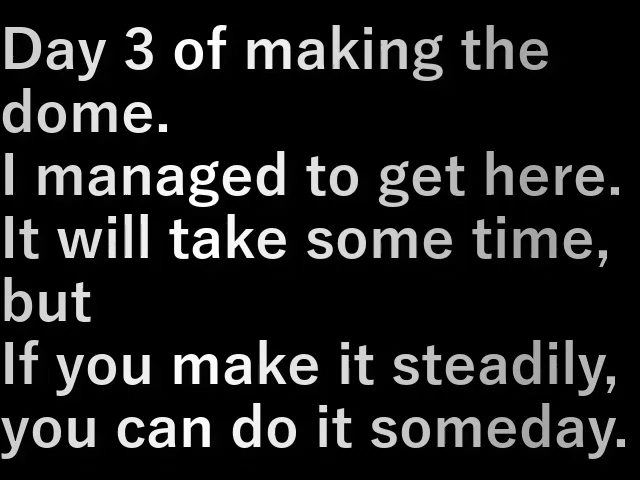 Day 3 of making the
dome.
I managed to get here.
It will take some time,
but
If you make it steadily,
you can do it someday.